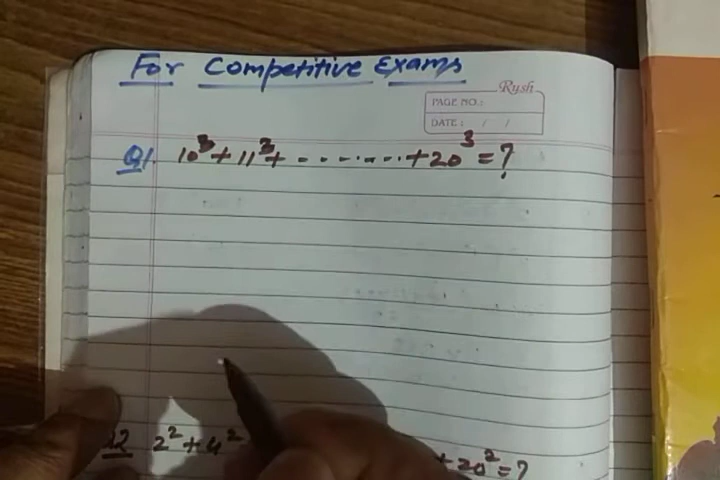 For Competitive Exams
Rysh
PAGE NO.:
DATE: / /
Q1. 10³ + 11³ + ......... + 20³ = ?
2² + 4²
+ 20² = ?